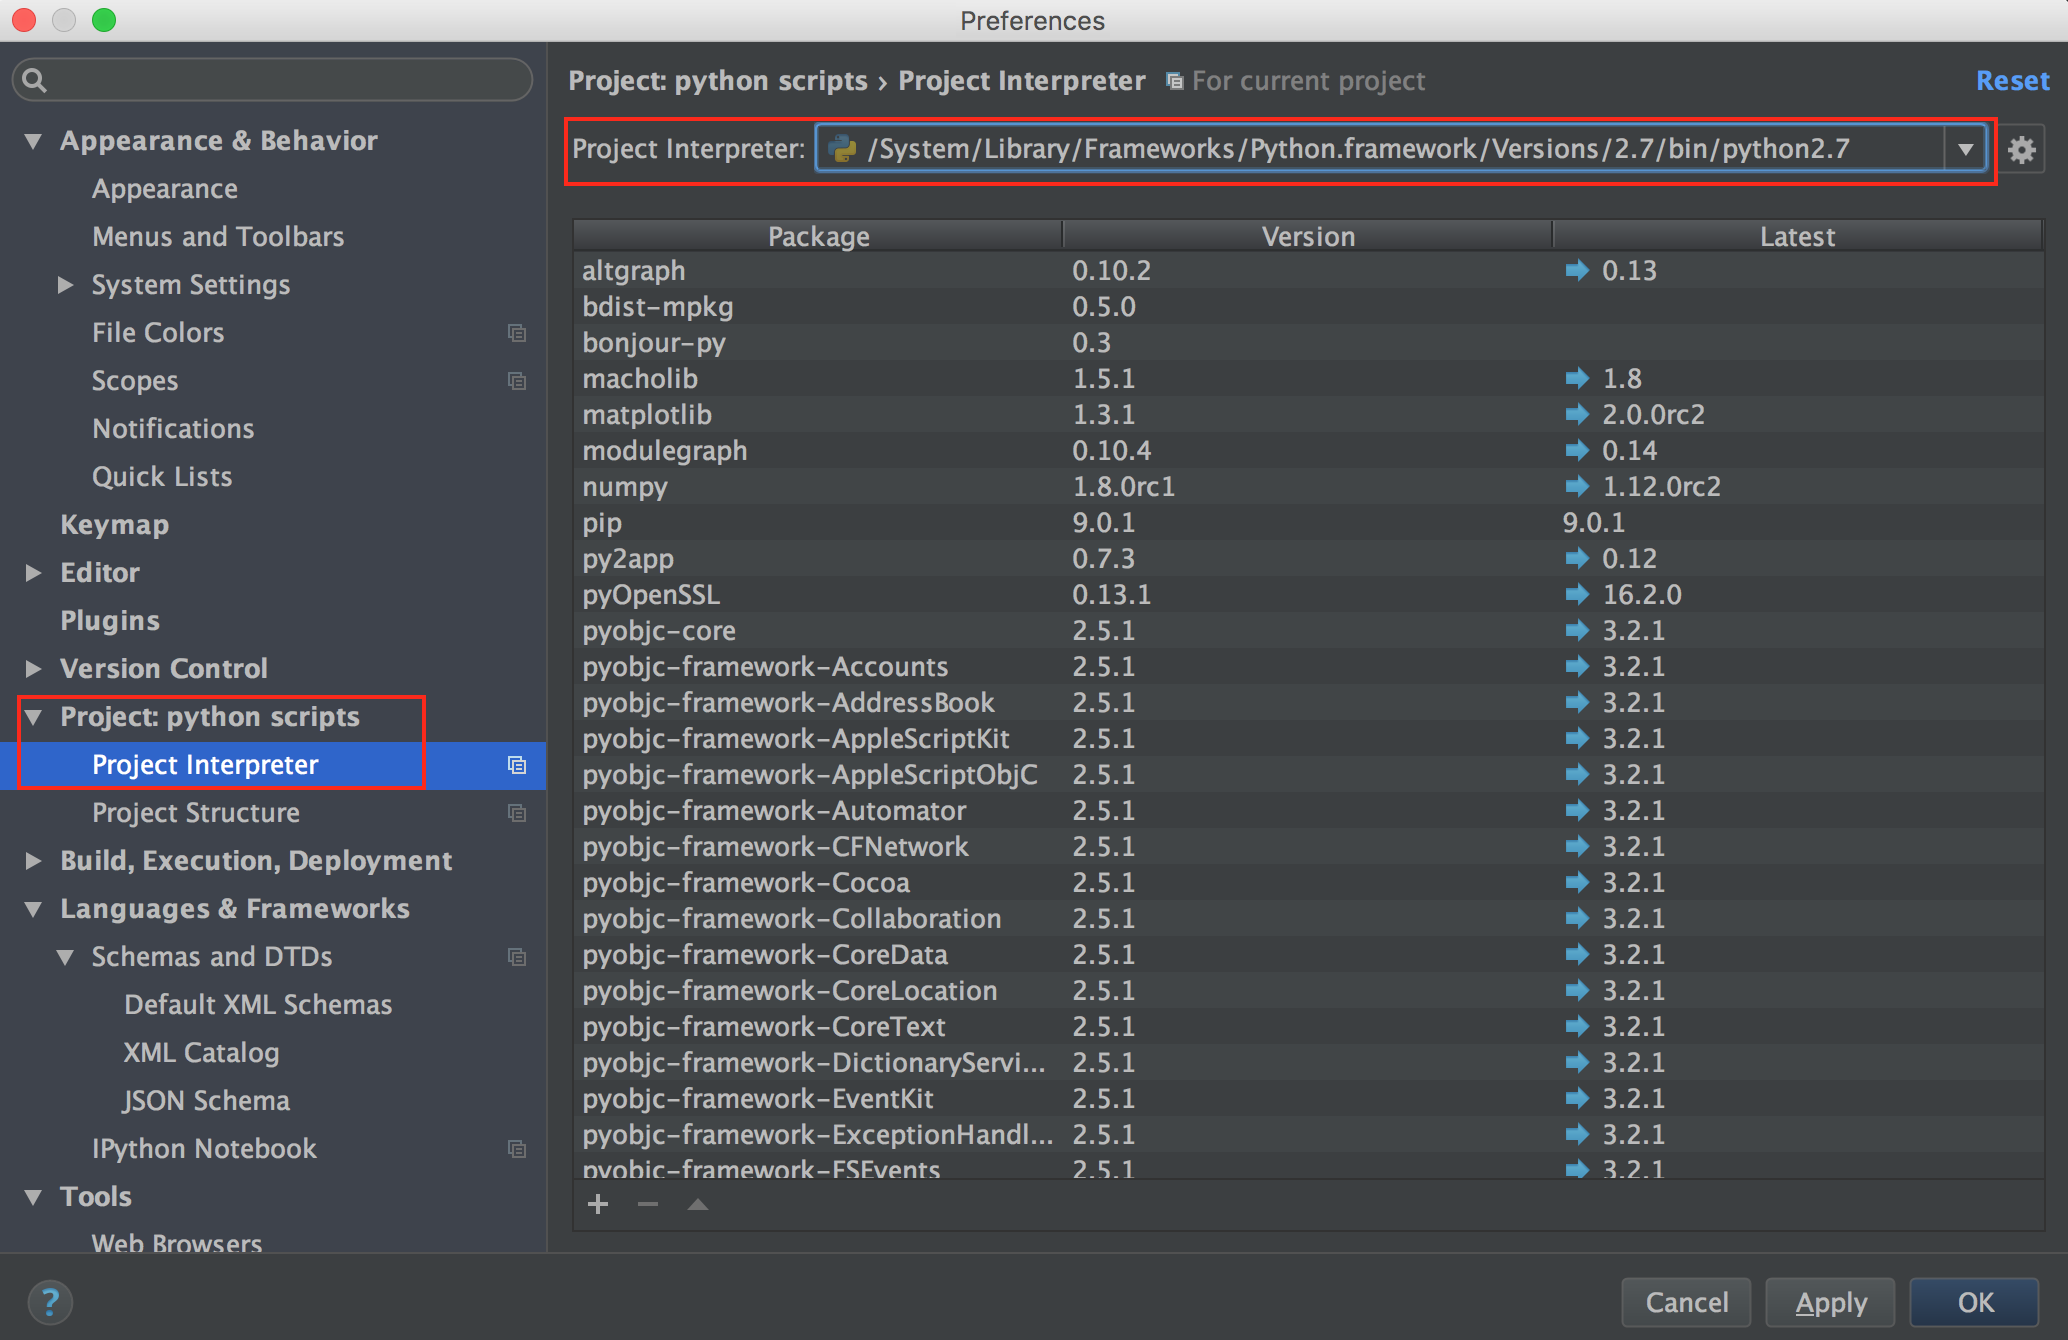 Preferences
Appearance & Behavior
Appearance
Menus and Toolbars
System Settings
File Colors
Scopes
Notifications
Quick Lists
Keymap
Editor
Plugins
Version Control
Project: python scripts
Project Interpreter
Project Structure
Build, Execution, Deployment
Languages & Frameworks
Schemas and DTDs
Default XML Schemas
XML Catalog
JSON Schema
IPython Notebook
Tools
Web Browsers
Project: python scripts › Project Interpreter For current project Reset
Project Interpreter: /System/Library/Frameworks/Python.framework/Versions/2.7/bin/python2.7
Package Version Latest
altgraph 0.10.2 0.13
bdist-mpkg 0.5.0
bonjour-py 0.3
macholib 1.5.1 1.8
matplotlib 1.3.1 2.0.0rc2
modulegraph 0.10.4 0.14
numpy 1.8.0rc1 1.12.0rc2
pip 9.0.1 9.0.1
py2app 0.7.3 0.12
pyOpenSSL 0.13.1 16.2.0
pyobjc-core 2.5.1 3.2.1
pyobjc-framework-Accounts 2.5.1 3.2.1
pyobjc-framework-AddressBook 2.5.1 3.2.1
pyobjc-framework-AppleScriptKit 2.5.1 3.2.1
pyobjc-framework-AppleScriptObjC 2.5.1 3.2.1
pyobjc-framework-Automator 2.5.1 3.2.1
pyobjc-framework-CFNetwork 2.5.1 3.2.1
pyobjc-framework-Cocoa 2.5.1 3.2.1
pyobjc-framework-Collaboration 2.5.1 3.2.1
pyobjc-framework-CoreData 2.5.1 3.2.1
pyobjc-framework-CoreLocation 2.5.1 3.2.1
pyobjc-framework-CoreText 2.5.1 3.2.1
pyobjc-framework-DictionaryServi... 2.5.1 3.2.1
pyobjc-framework-EventKit 2.5.1 3.2.1
pyobjc-framework-ExceptionHandl... 2.5.1 3.2.1
pyobjc-framework-FSEvents 2.5.1 3.2.1
? Cancel Apply OK